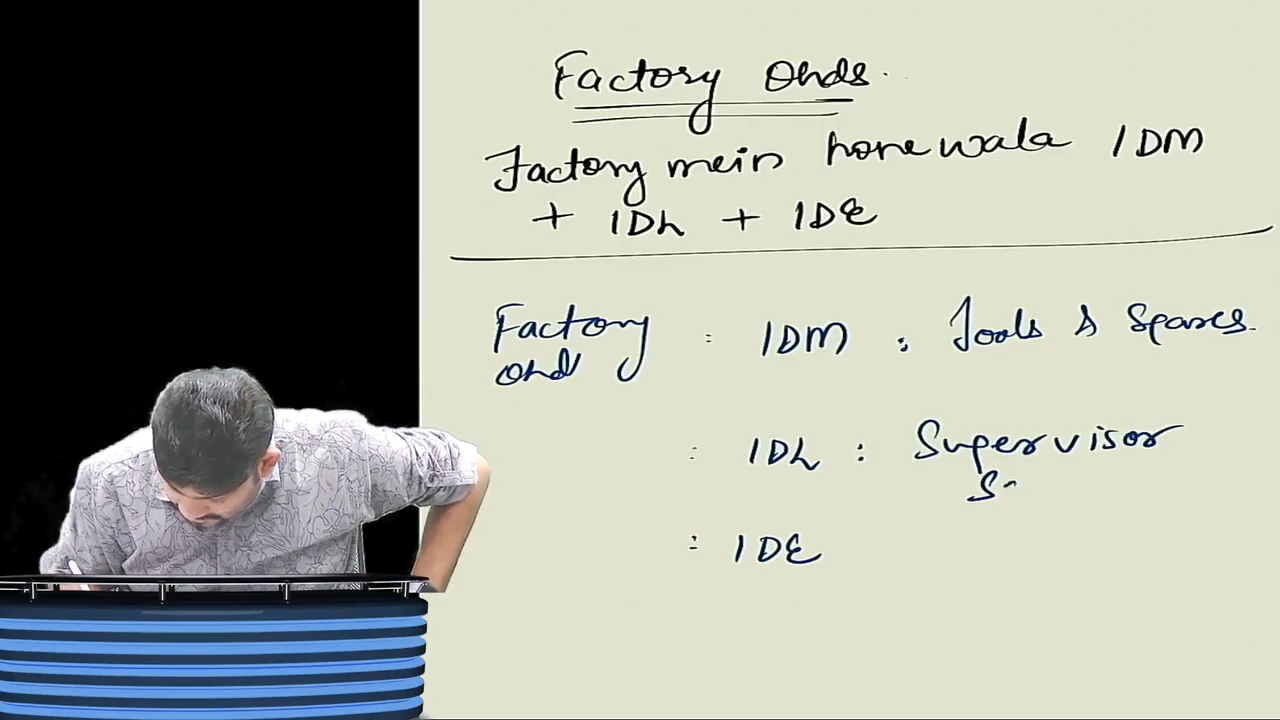 Factory Ohds.
Factory mein hone wala IDM
+ IDL + IDE
Factory ohd : IDM : Tools & Spares.
: IDL : Supervisor
S
: IDE